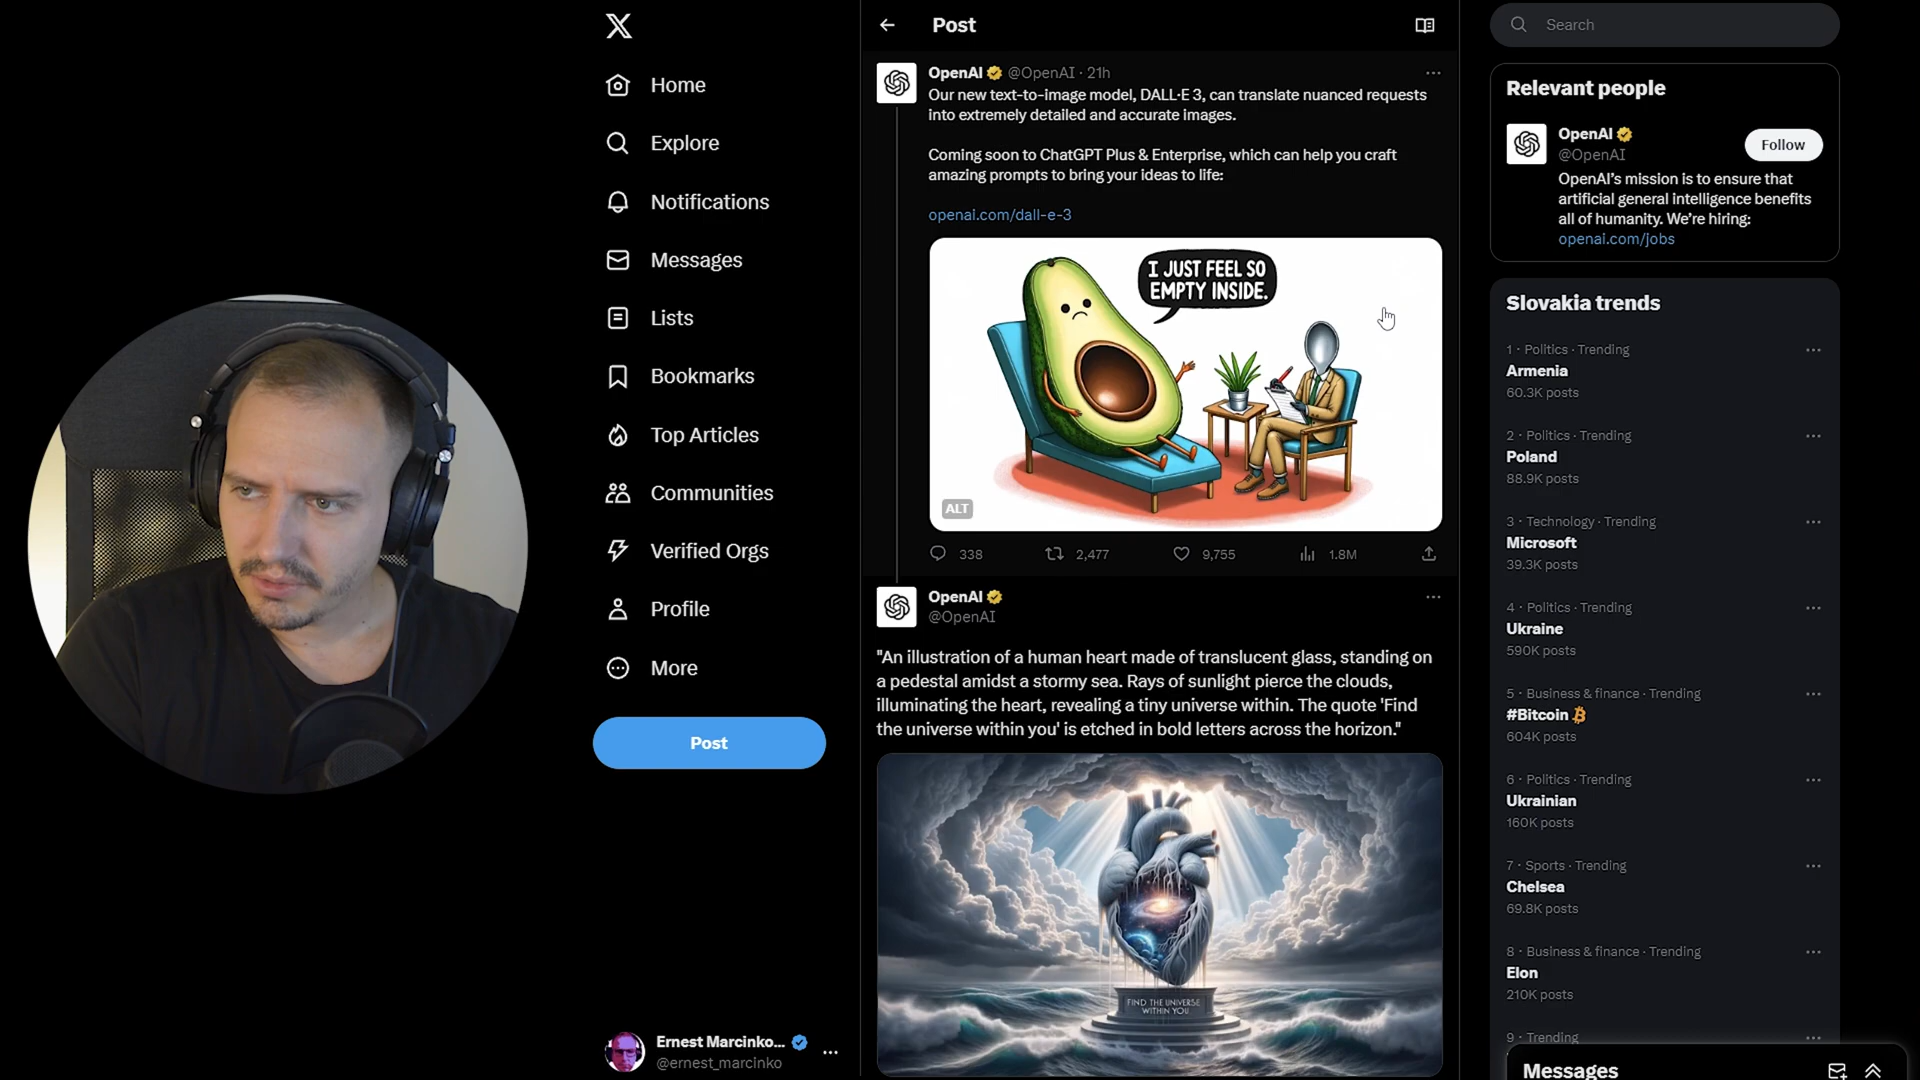 Home
Explore
Notifications
Messages
Lists
Bookmarks
Top Articles
Communities
Verified Orgs
Profile
More
Post
Ernest Marcinko...
@ernest_marcinko
Post
OpenAI @OpenAI · 21h
Our new text-to-image model, DALL·E 3, can translate nuanced requests
into extremely detailed and accurate images.
Coming soon to ChatGPT Plus & Enterprise, which can help you craft
amazing prompts to bring your ideas to life:
openai.com/dall-e-3
I JUST FEEL SO
EMPTY INSIDE.
ALT
338 2,477 9,755 1.8M
OpenAI
@OpenAI
"An illustration of a human heart made of translucent glass, standing on
a pedestal amidst a stormy sea. Rays of sunlight pierce the clouds,
illuminating the heart, revealing a tiny universe within. The quote 'Find
the universe within you' is etched in bold letters across the horizon."
FIND THE UNIVERSE
WITHIN YOU
Search
Relevant people
OpenAI
@OpenAI
Follow
OpenAI's mission is to ensure that
artificial general intelligence benefits
all of humanity. We're hiring:
openai.com/jobs
Slovakia trends
1 · Politics · Trending
Armenia
60.3K posts
2 · Politics · Trending
Poland
88.9K posts
3 · Technology · Trending
Microsoft
39.3K posts
4 · Politics · Trending
Ukraine
590K posts
5 · Business & finance · Trending
#Bitcoin
604K posts
6 · Politics · Trending
Ukrainian
160K posts
7 · Sports · Trending
Chelsea
69.8K posts
8 · Business & finance · Trending
Elon
210K posts
9 · Trending
Messages